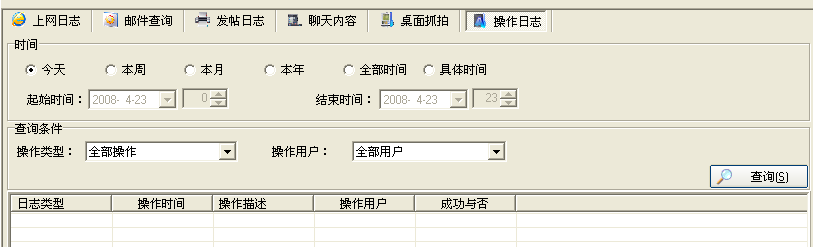 上网日志 邮件查询 发帖日志 聊天内容 桌面抓拍 操作日志
时间
今天 本周 本月 本年 全部时间 具体时间
起始时间： 2008- 4-23 0 结束时间： 2008- 4-23 23
查询条件
操作类型： 全部操作 操作用户： 全部用户
查询(S)
日志类型 操作时间 操作描述 操作用户 成功与否